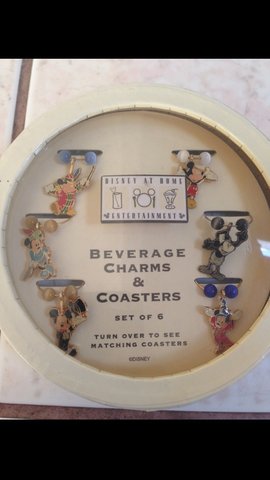 DISNEY AT HOME
ENTERTAINMENT
BEVERAGE
CHARMS
&
COASTERS
SET OF 6
TURN OVER TO SEE
MATCHING COASTERS
©DISNEY